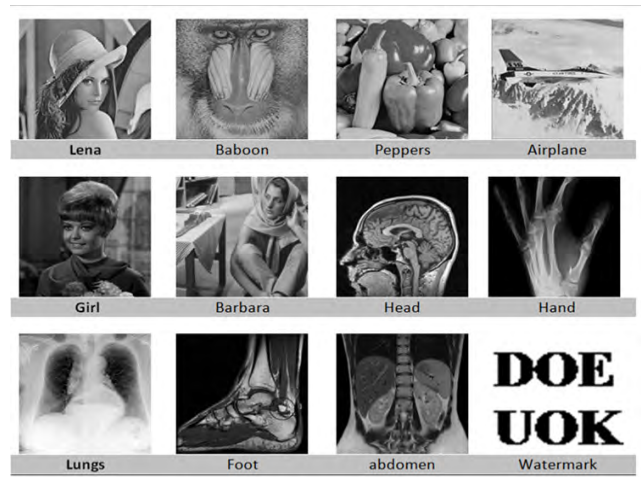 Lena Baboon Peppers Airplane
Girl Barbara Head Hand
DOE
UOK
Lungs Foot abdomen Watermark